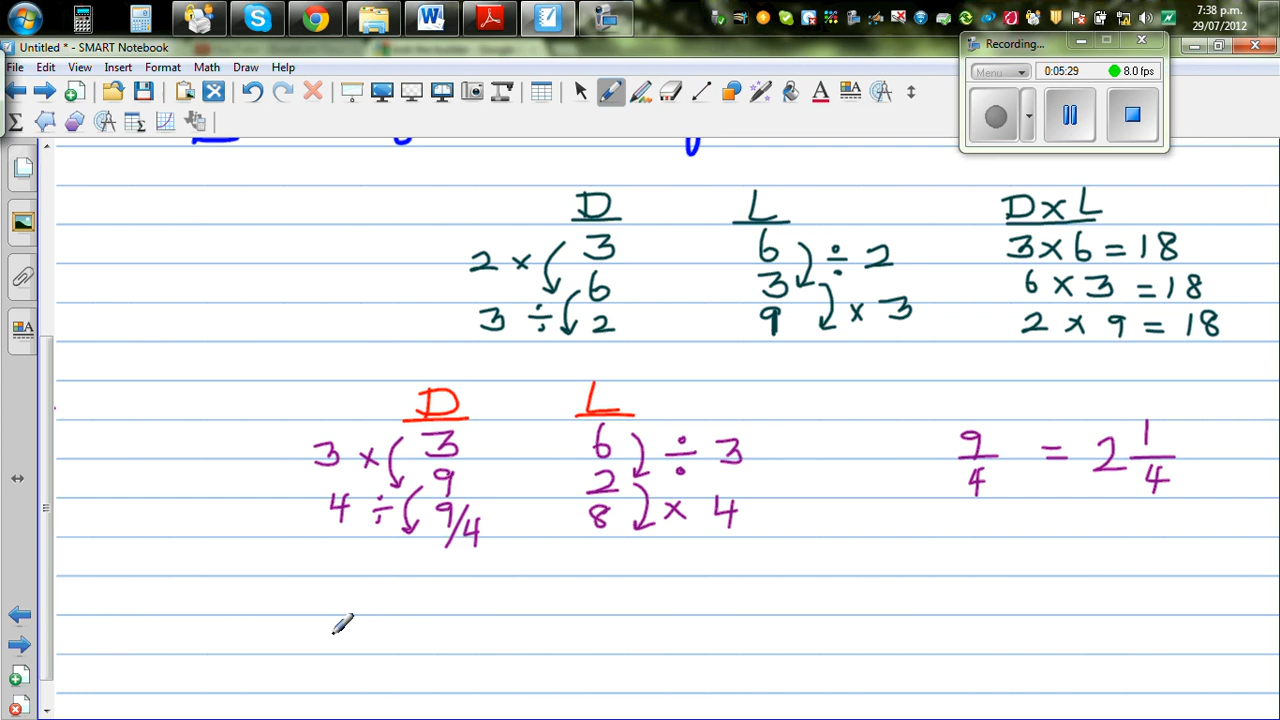 7:38 p.m.
29/07/2012
Untitled * - SMART Notebook
Recording...
File Edit View Insert Format Math Draw Help
Menu 0:05:29 8.0 fps
D L D x L
2 x 3 6 ÷ 2 3 x 6 = 18
6 3 6 x 3 = 18
3 ÷ 2 9 x 3 2 x 9 = 18
D L
3 x 3 6 ÷ 3 9/4 = 2 1/4
9 2
4 ÷ 9/4 8 x 4